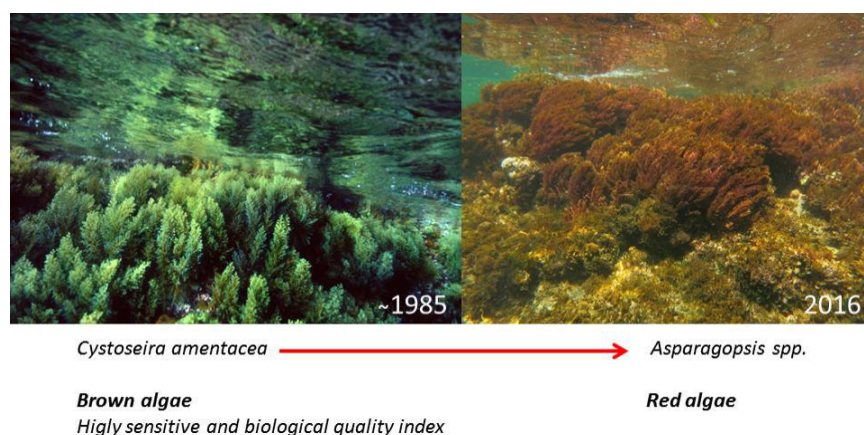 ~1985
2016
Cystoseira amentacea
Asparagopsis spp.
Brown algae
Red algae
Higly sensitive and biological quality index